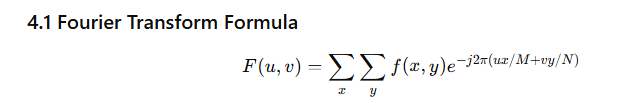 4.1 Fourier Transform Formula
F(u, v) = ∑x ∑y f(x, y)e^{−j2π(ux/M+vy/N)}